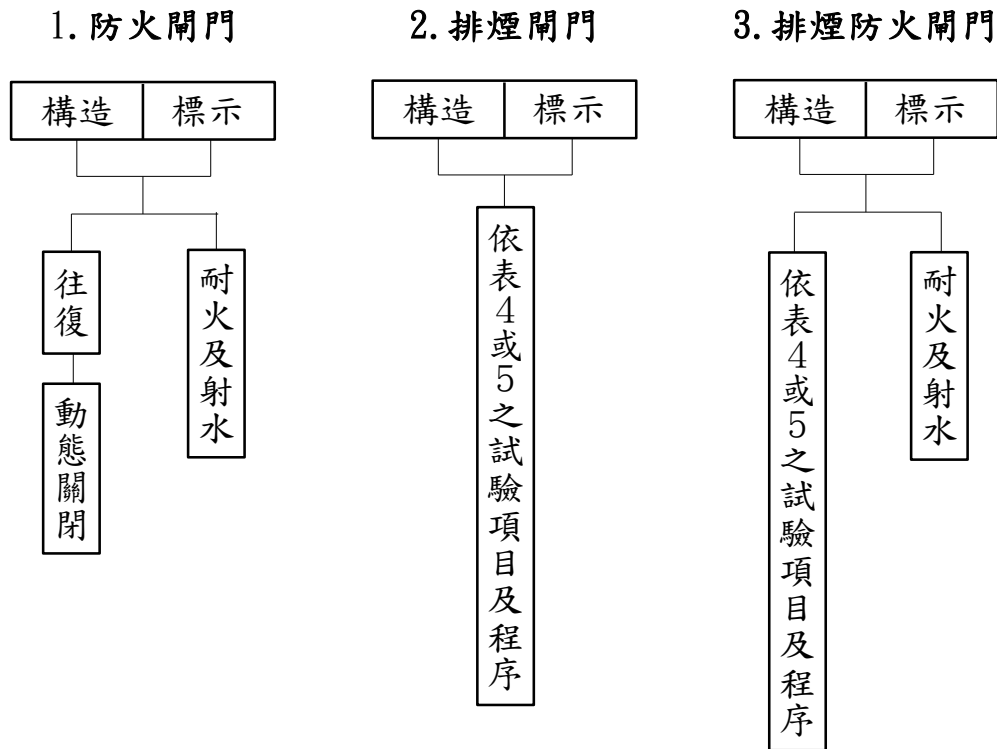 1.防火閘門
構造
標示
往復
動態關閉
耐火及射水
2.排煙閘門
構造
標示
依表4或5之試驗項目及程序
3.排煙防火閘門
構造
標示
依表4或5之試驗項目及程序
耐火及射水